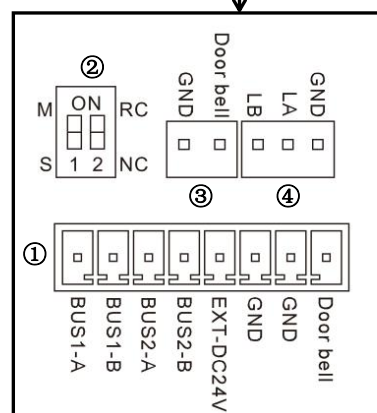 ②
M ON RC
S 1 2 NC
GND
Door bell
LB
LA
GND
③
④
①
BUS1-A
BUS1-B
BUS2-A
BUS2-B
EXT-DC24V
GND
GND
Door bell